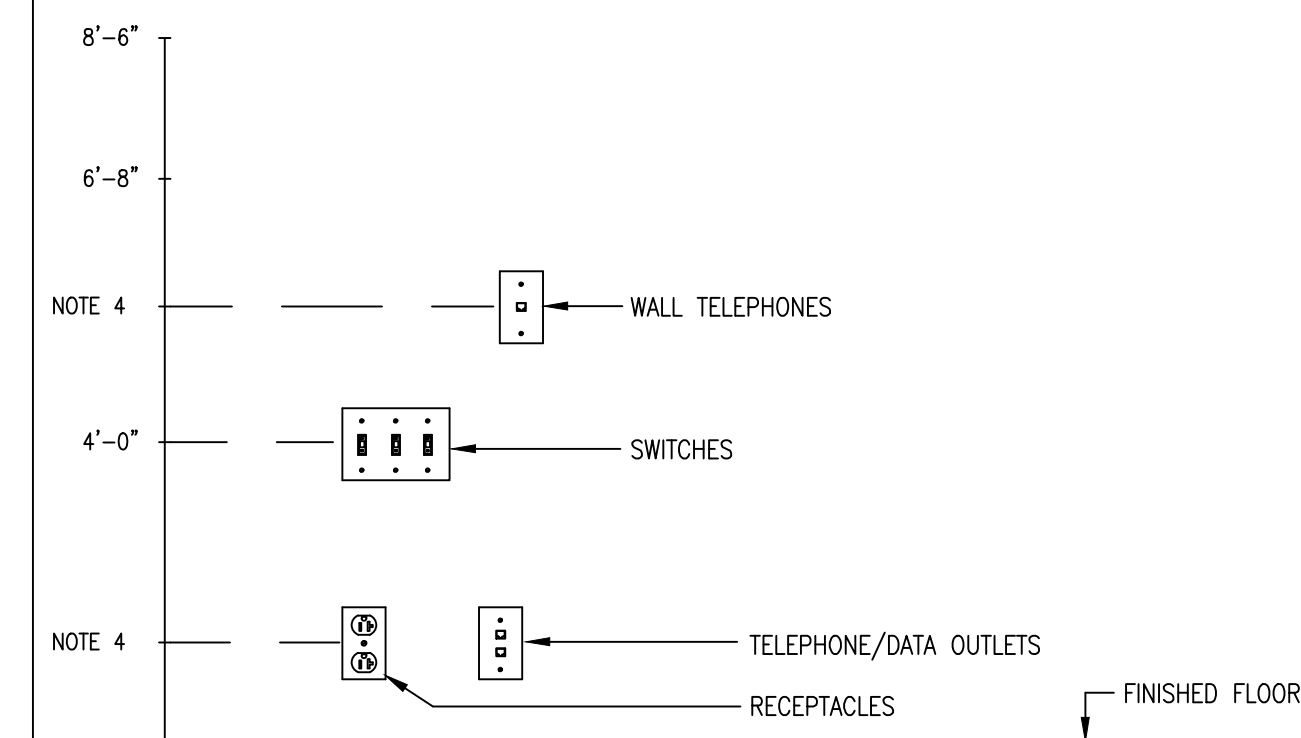 8'-6"
6'-8"
NOTE 4
WALL TELEPHONES
4'-0"
SWITCHES
NOTE 4
TELEPHONE/DATA OUTLETS
FINISHED FLOOR
RECEPTACLES